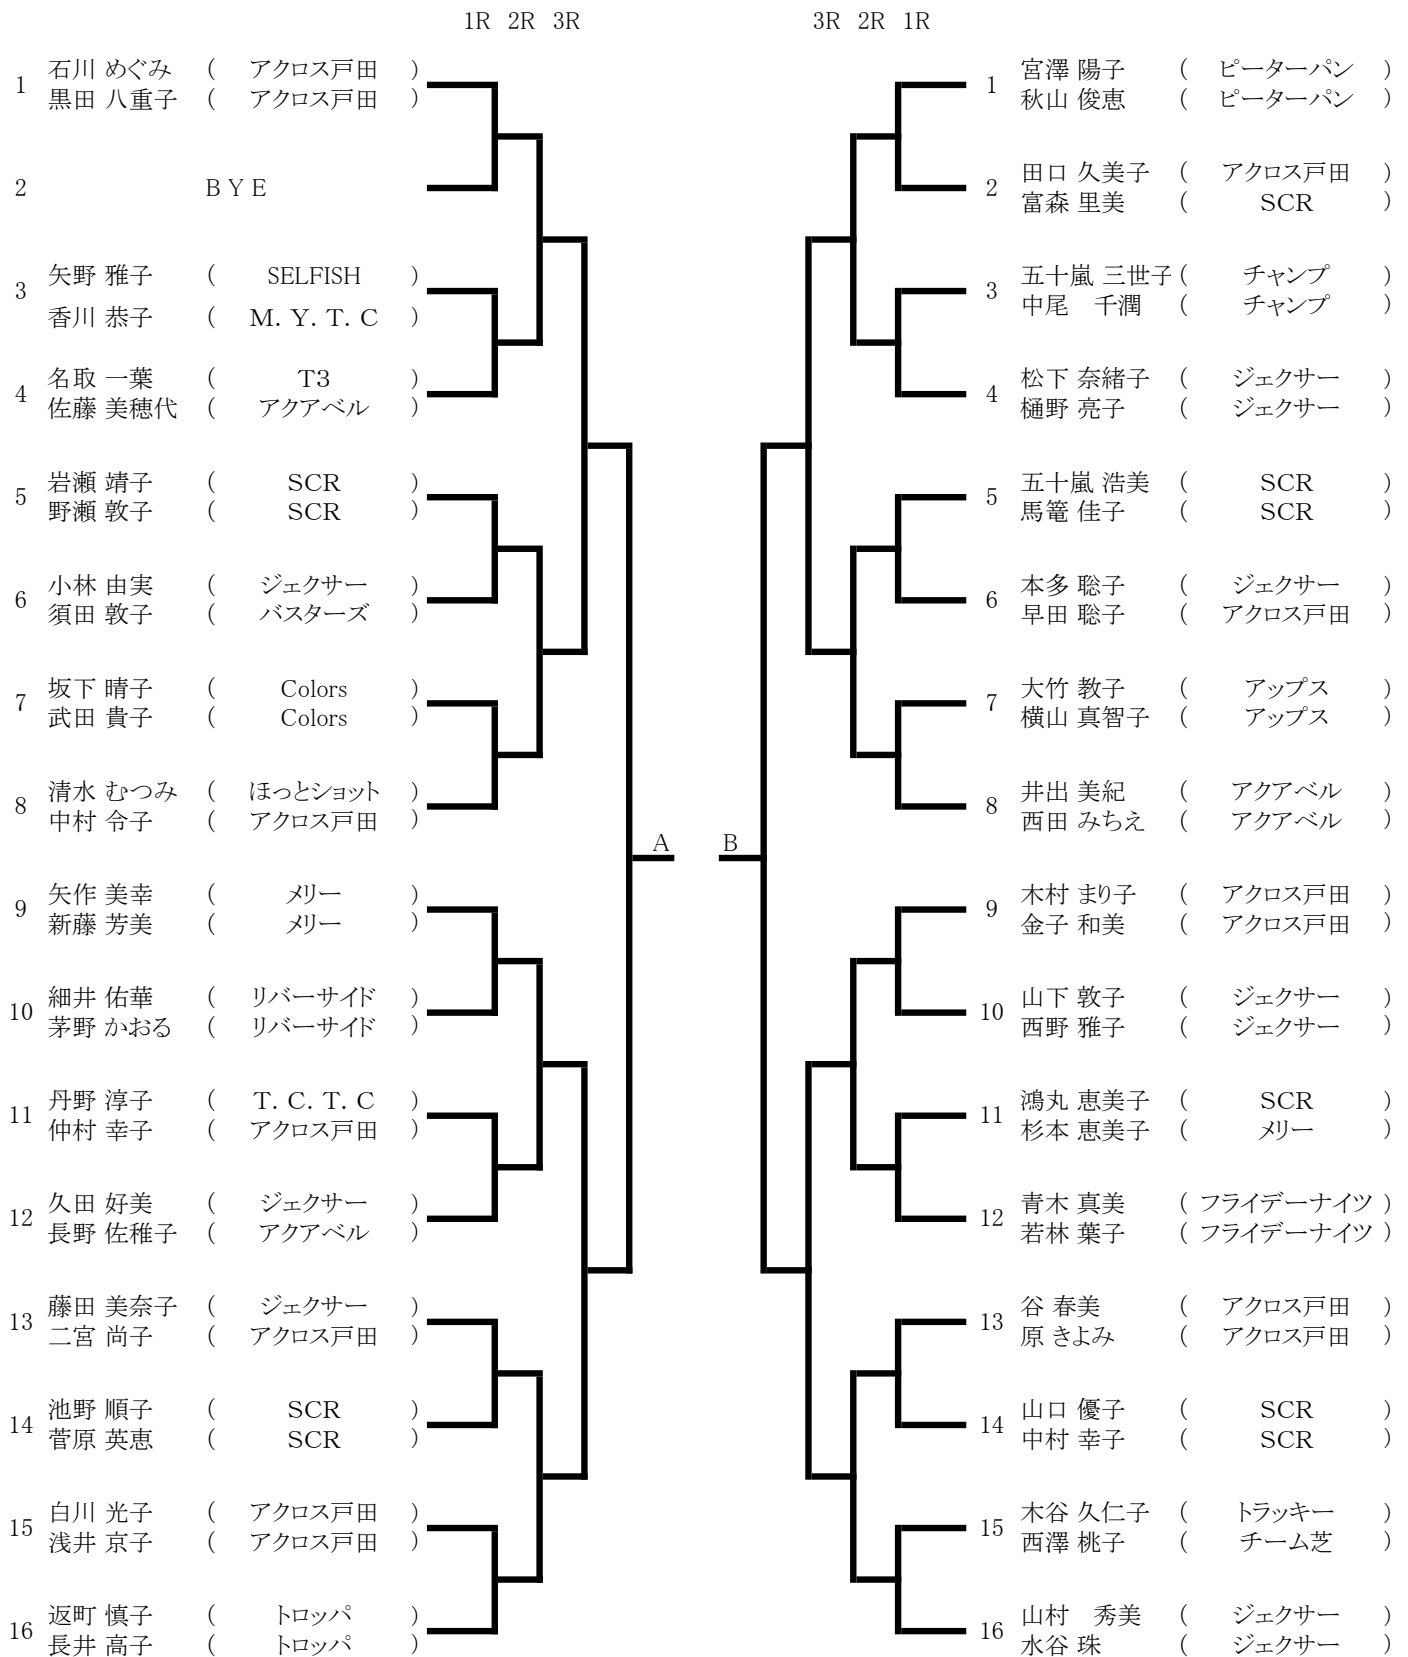 1R 2R 3R
1 石川 めぐみ ( アクロス戸田 )
黒田 八重子 ( アクロス戸田 )
2 BYE
3 矢野 雅子 ( SELFISH )
香川 恭子 ( M.Y.T.C )
4 名取 一葉 ( T3 )
佐藤 美穂代 ( アクアベル )
5 岩瀬 靖子 ( SCR )
野瀬 敦子 ( SCR )
6 小林 由実 ( ジェクサー )
須田 敦子 ( バスターズ )
7 坂下 晴子 ( Colors )
武田 貴子 ( Colors )
8 清水 むつみ ( ほっとショット )
中村 令子 ( アクロス戸田 )
A
9 矢作 美幸 ( メリー )
新藤 芳美 ( メリー )
10 細井 佑華 ( リバーサイド )
茅野 かおる ( リバーサイド )
11 丹野 淳子 ( T.C.T.C )
仲村 幸子 ( アクロス戸田 )
12 久田 好美 ( ジェクサー )
長野 佐稚子 ( アクアベル )
13 藤田 美奈子 ( ジェクサー )
二宮 尚子 ( アクロス戸田 )
14 池野 順子 ( SCR )
菅原 英恵 ( SCR )
15 白川 光子 ( アクロス戸田 )
浅井 京子 ( アクロス戸田 )
16 返町 慎子 ( トロッパ )
長井 高子 ( トロッパ )
3R 2R 1R
1 宮澤 陽子 ( ピーターパン )
秋山 俊恵 ( ピーターパン )
2 田口 久美子 ( アクロス戸田 )
富森 里美 ( SCR )
3 五十嵐 三世子 ( チャンプ )
中尾 千潤 ( チャンプ )
4 松下 奈緒子 ( ジェクサー )
樋野 亮子 ( ジェクサー )
5 五十嵐 浩美 ( SCR )
馬篭 佳子 ( SCR )
6 本多 聡子 ( ジェクサー )
早田 聡子 ( アクロス戸田 )
7 大竹 教子 ( アップス )
横山 真智子 ( アップス )
8 井出 美紀 ( アクアベル )
西田 みちえ ( アクアベル )
B
9 木村 まり子 ( アクロス戸田 )
金子 和美 ( アクロス戸田 )
10 山下 敦子 ( ジェクサー )
西野 雅子 ( ジェクサー )
11 鴻丸 恵美子 ( SCR )
杉本 恵美子 ( メリー )
12 青木 真美 ( フライデーナイツ )
若林 葉子 ( フライデーナイツ )
13 谷 春美 ( アクロス戸田 )
原 きよみ ( アクロス戸田 )
14 山口 優子 ( SCR )
中村 幸子 ( SCR )
15 木谷 久仁子 ( トラッキー )
西澤 桃子 ( チーム芝 )
16 山村 秀美 ( ジェクサー )
水谷 珠 ( ジェクサー )